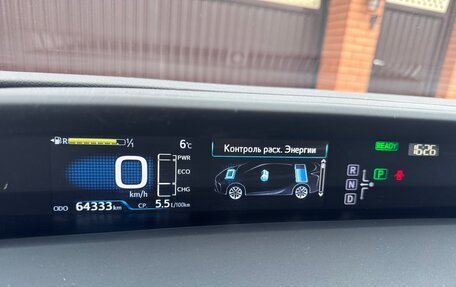 R 1/1
6°C
READY
16:26
Контроль расх. Энергии
PWR
ECO
CHG
0
km/h
R
N
D
P
ODO 64333 km
СР. 5.5 L/100km